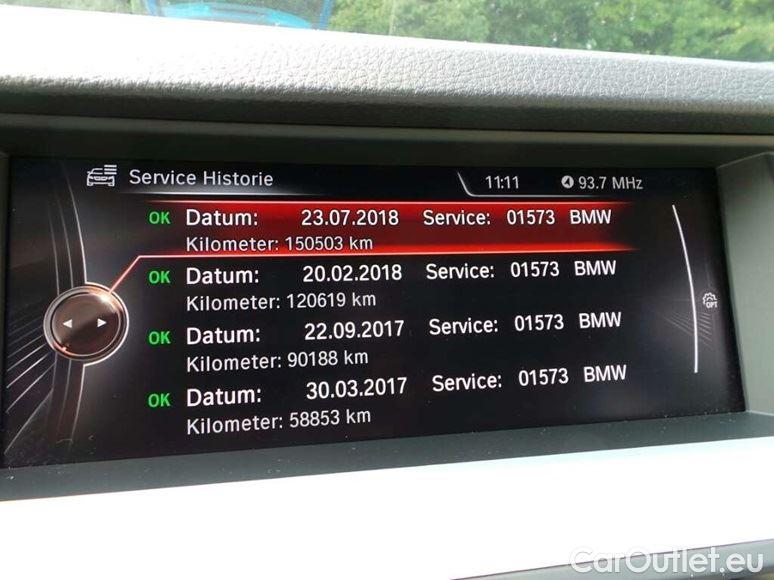 Service Historie 11:11 93.7 MHz
OK Datum: 23.07.2018 Service: 01573 BMW
Kilometer: 150503 km
OK Datum: 20.02.2018 Service: 01573 BMW
Kilometer: 120619 km
OK Datum: 22.09.2017 Service: 01573 BMW
Kilometer: 90188 km
OK Datum: 30.03.2017 Service: 01573 BMW
Kilometer: 58853 km
OPT
CarOutlet.eu